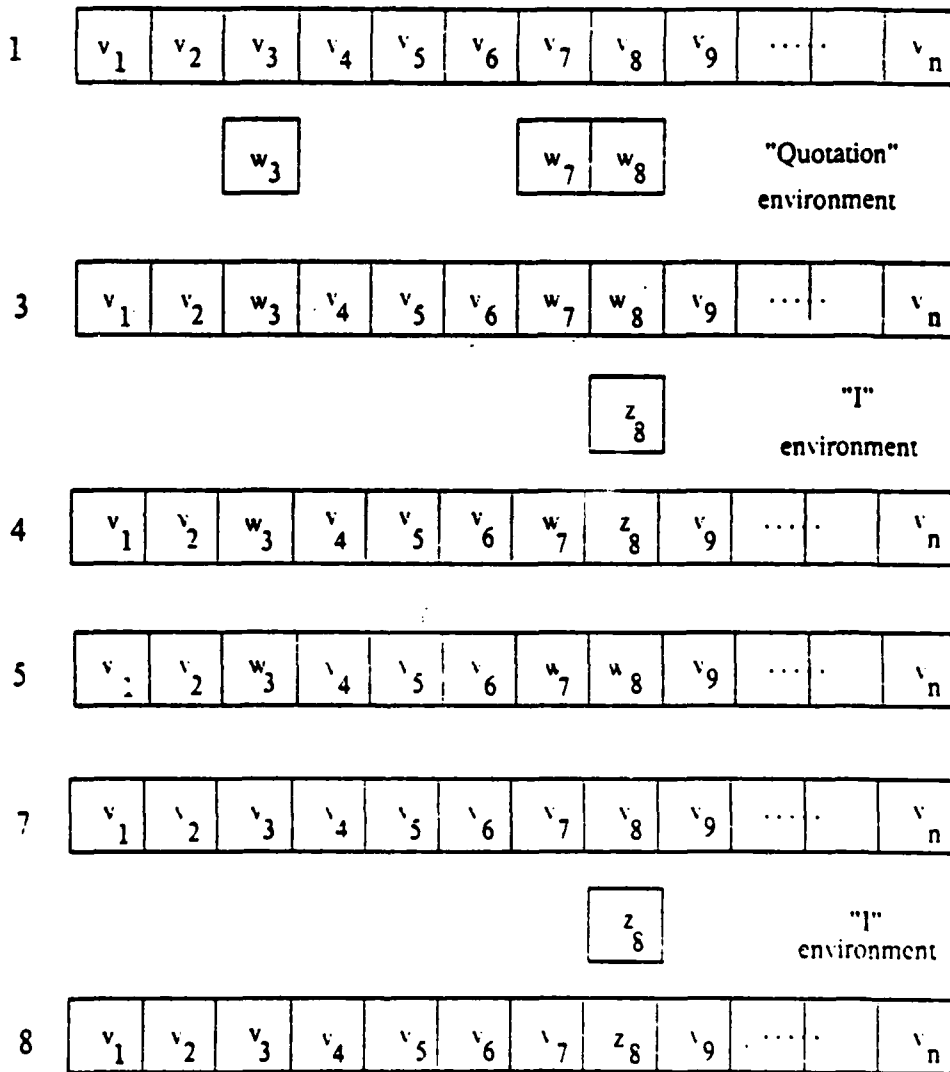 1 v1 v2 v3 v4 v5 v6 v7 v8 v9 ..... vn
w3 w7 w8 "Quotation"
environment
3 v1 v2 w3 v4 v5 v6 w7 w8 v9 ..... vn
z8 "I"
environment
4 v1 v2 w3 v4 v5 v6 w7 z8 v9 ..... vn
5 v1 v2 w3 v4 v5 v6 w7 w8 v9 ..... vn
7 v1 v2 v3 v4 v5 v6 v7 v8 v9 ..... vn
z8 "I"
environment
8 v1 v2 v3 v4 v5 v6 v7 z8 v9 ..... vn